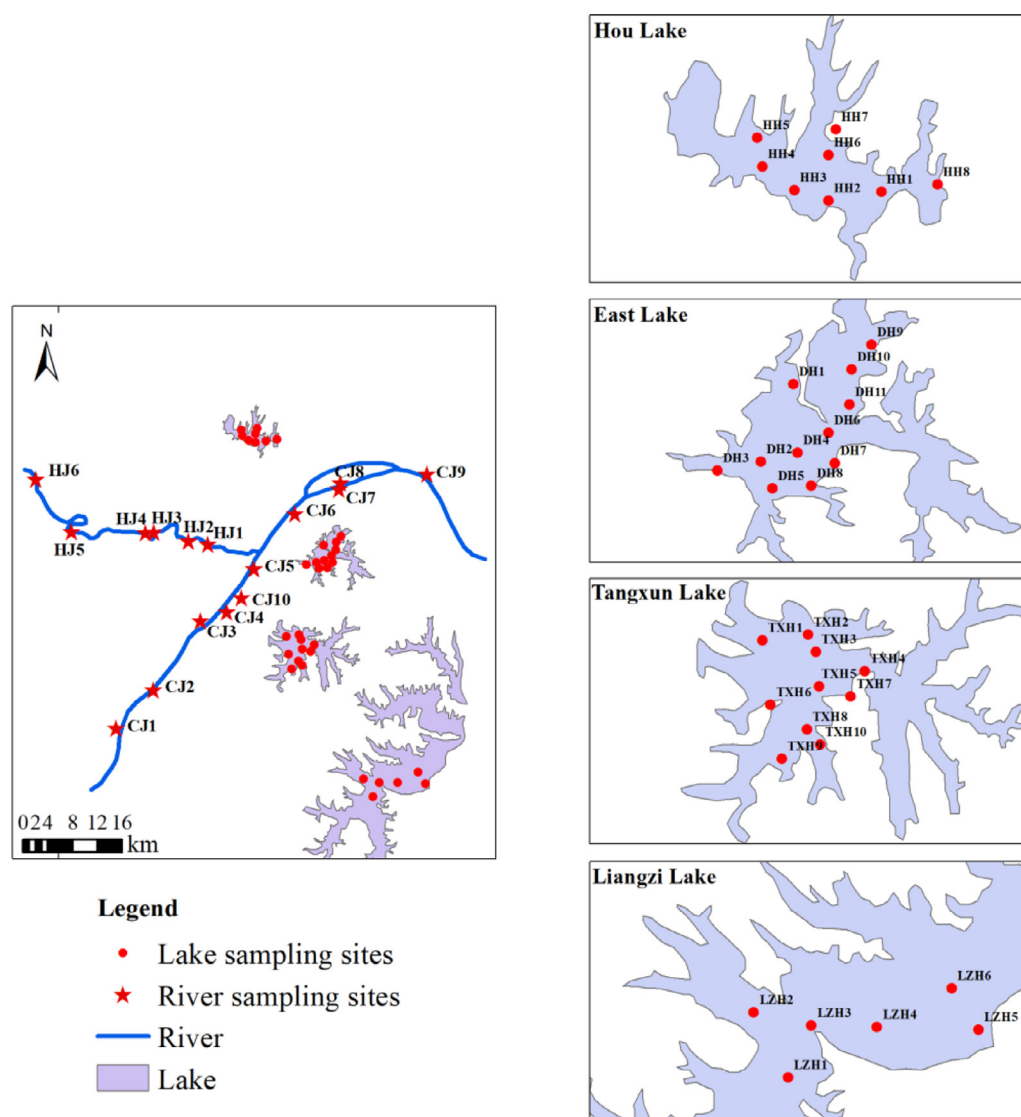 Hou Lake
HH7
HH5
HH6
HH4
HH3
HH2
HH1
HH8
East Lake
DH9
DH10
DH1
DH11
DH6
DH4
DH2
DH7
DH3
DH5
DH8
Tangxun Lake
TXH2
TXH1
TXH3
TXH4
TXH5
TXH6
TXH7
TXH8
TXH10
TXH9
Liangzi Lake
LZH6
LZH2
LZH3
LZH4
LZH5
LZH1
N
HJ6
HJ5
HJ4
HJ3
HJ2
HJ1
CJ8
CJ9
CJ7
CJ6
CJ5
CJ10
CJ4
CJ3
CJ2
CJ1
0 2 4 8 12 16
km
Legend
Lake sampling sites
River sampling sites
River
Lake